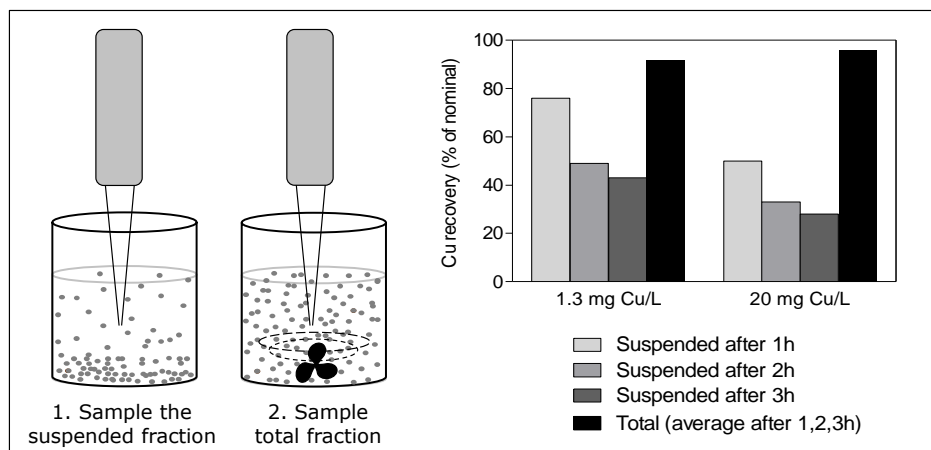 1. Sample the
suspended fraction
2. Sample
total fraction
Cu recovery (% of nominal)
100
80
60
40
20
0
1.3 mg Cu/L
20 mg Cu/L
Suspended after 1h
Suspended after 2h
Suspended after 3h
Total (average after 1,2,3h)